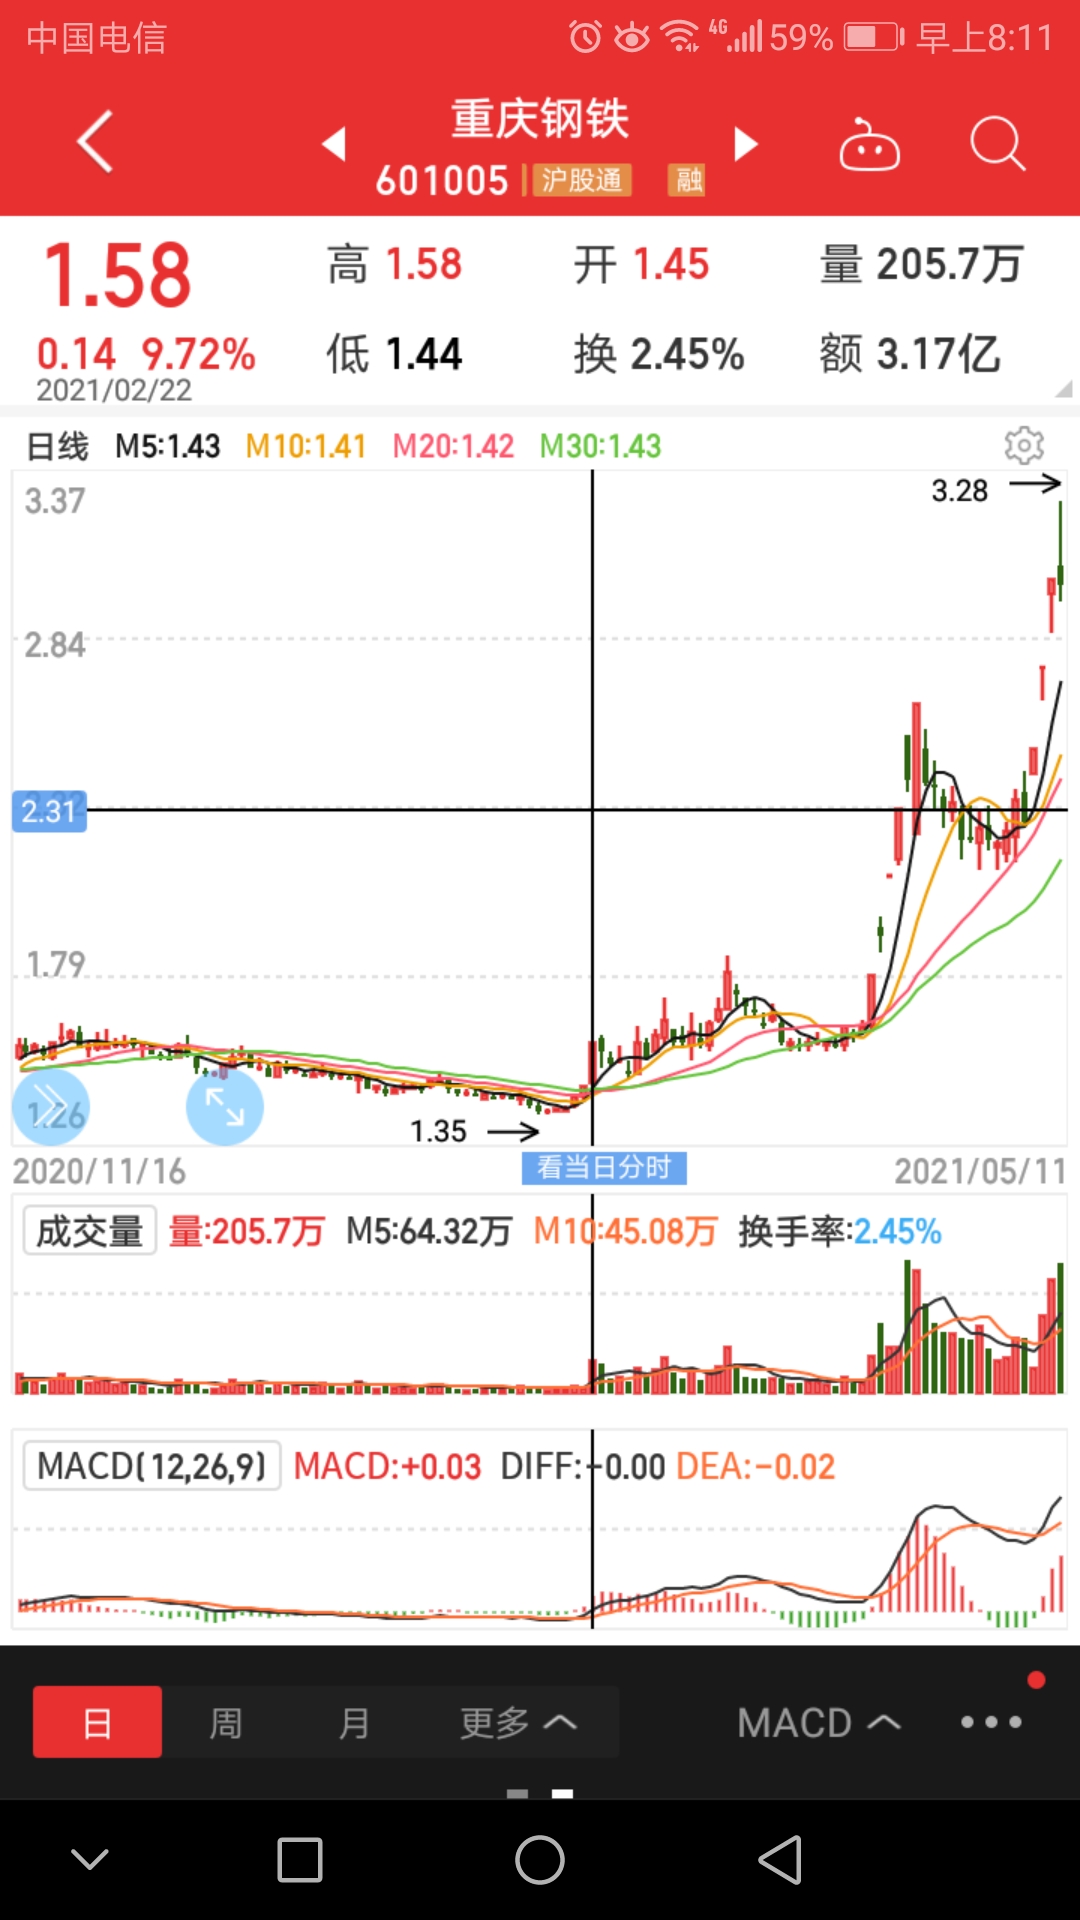 中国电信 4G 59% 早上8:11
重庆钢铁
601005 沪股通 融
1.58 高 1.58 开 1.45 量 205.7万
0.14 9.72% 低 1.44 换 2.45% 额 3.17亿
2021/02/22
日线 M5:1.43 M10:1.41 M20:1.42 M30:1.43
3.28
3.37
2.84
2.31
1.79
1.26
1.35
2020/11/16 看当日分时 2021/05/11
成交量 量:205.7万 M5:64.32万 M10:45.08万 换手率:2.45%
MACD(12,26,9) MACD:+0.03 DIFF:-0.00 DEA:-0.02
日 周 月 更多 MACD